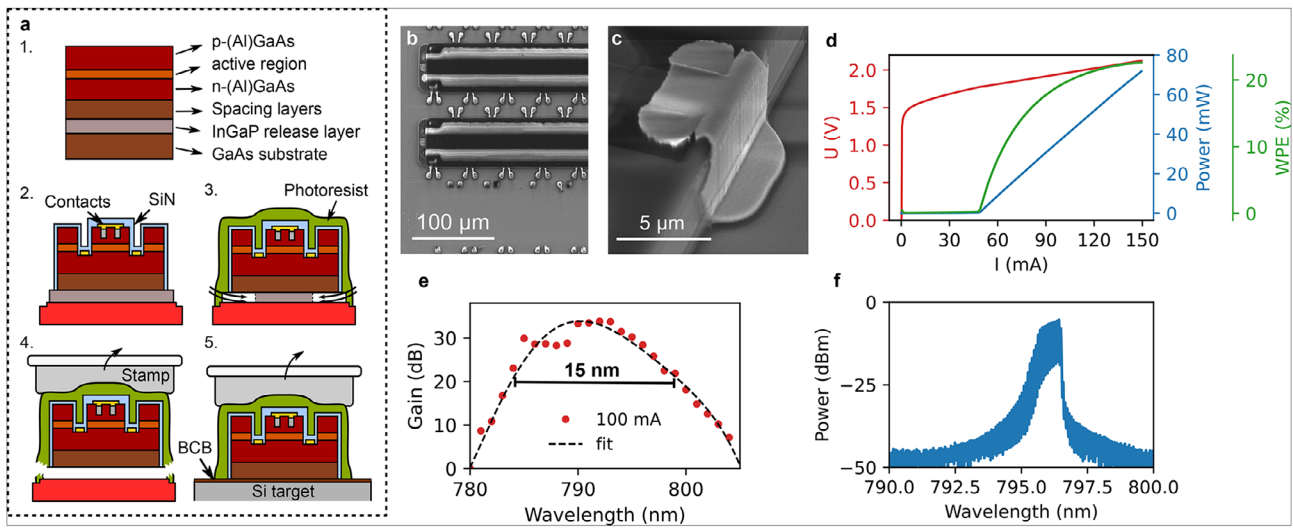 a
1.
p-(Al)GaAs
active region
n-(Al)GaAs
Spacing layers
InGaP release layer
GaAs substrate
2.
Contacts
SiN
3.
Photoresist
4.
Stamp
5.
BCB
Si target
b
100 µm
c
5 µm
d
2.0
1.5
1.0
0.5
0.0
U (V)
0
30
60
90
120
150
I (mA)
80
60
40
20
0
Power (mW)
20
10
0
WPE (%)
e
30
20
10
0
Gain (dB)
15 nm
100 mA
fit
780
790
800
Wavelength (nm)
f
0
−25
−50
Power (dBm)
790.0
792.5
795.0
797.5
800.0
Wavelength (nm)